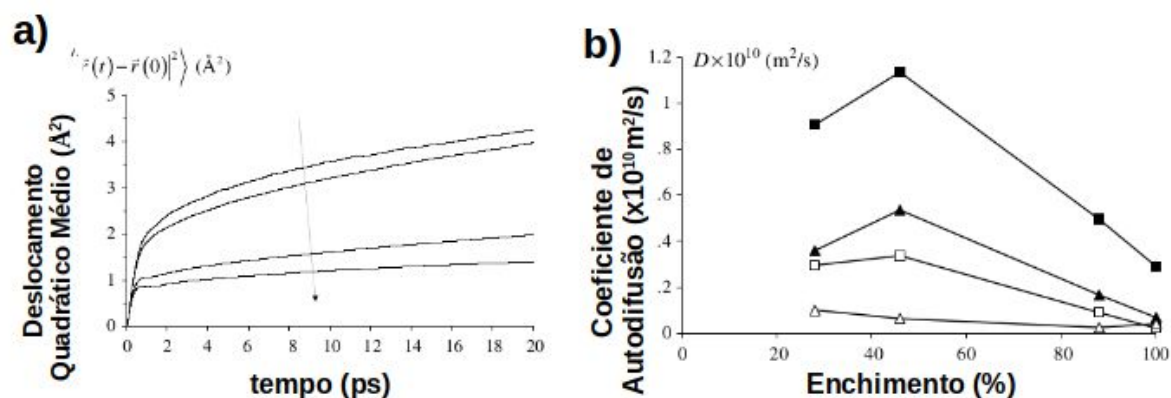 a)
r⃗(t)−r⃗(0)|²⟩ (Å²)
Deslocamento
Quadrático Médio (Å²)
5
4
3
2
1
0
0 2 4 6 8 10 12 14 16 18 20
tempo (ps)
b)
D×10¹⁰ (m²/s)
Coeficiente de
Autodifusão (x10¹⁰m²/s)
1.2
1
.8
.6
.4
.2
0
0 20 40 60 80 100
Enchimento (%)